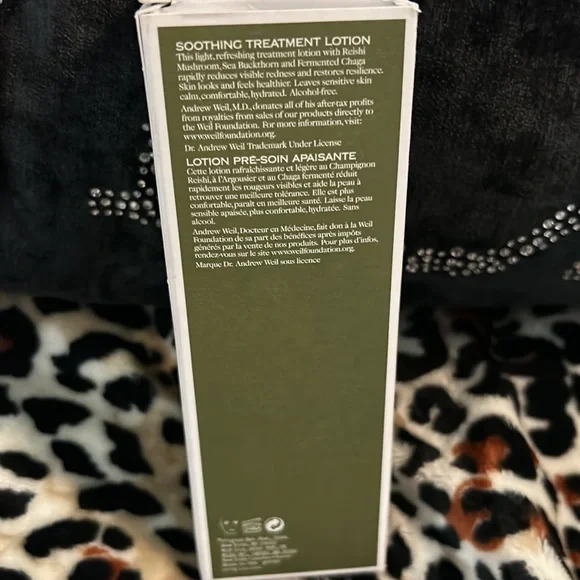 SOOTHING TREATMENT LOTION
This light, refreshing treatment lotion with Reishi
Mushroom, Sea Buckthorn and Fermented Chaga
rapidly reduces visible redness and restores resilience.
Skin looks and feels healthier. Leaves sensitive skin
calm, comfortable, hydrated. Alcohol-free.
Andrew Weil, M.D., donates all of his after-tax profits
from royalties from sales of our products directly to
the Weil Foundation. For more information, visit:
www.weilfoundation.org.
Dr. Andrew Weil Trademark Under License
LOTION PRÉ-SOIN APAISANTE
Cette lotion rafraîchissante et légère au Champignon
Reishi, à l'Argousier et au Chaga fermenté réduit
rapidement les rougeurs visibles et aide la peau à
retrouver une meilleure tolérance. Elle est plus
confortable, paraît en meilleure santé. Laisse la peau
sensible apaisée, plus confortable, hydratée. Sans
alcool.
Andrew Weil, Docteur en Médecine, fait don à la Weil
Foundation de sa part des bénéfices après impôts
générés par la vente de nos produits. Pour plus d'infos,
rendez-vous sur le site www.weilfoundation.org.
Marque Dr. Andrew Weil sous licence